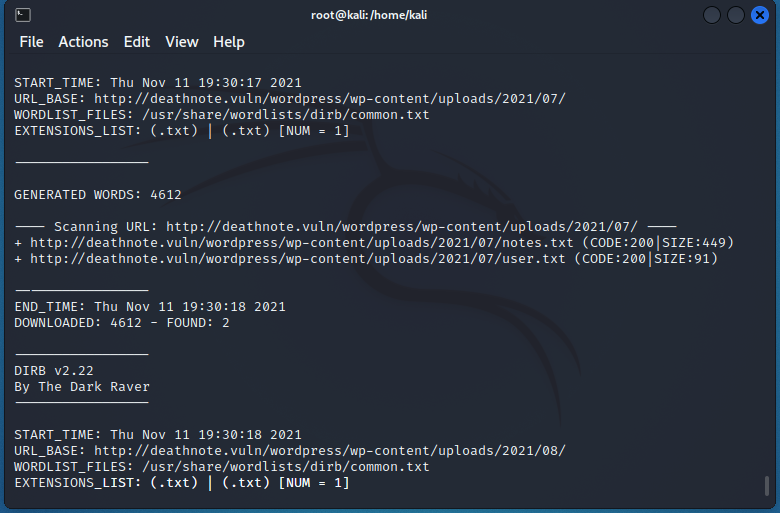 root@kali: /home/kali
File Actions Edit View Help
START_TIME: Thu Nov 11 19:30:17 2021
URL_BASE: http://deathnote.vuln/wordpress/wp-content/uploads/2021/07/
WORDLIST_FILES: /usr/share/wordlists/dirb/common.txt
EXTENSIONS_LIST: (.txt) | (.txt) [NUM = 1]
-----------------
GENERATED WORDS: 4612
---- Scanning URL: http://deathnote.vuln/wordpress/wp-content/uploads/2021/07/ ----
+ http://deathnote.vuln/wordpress/wp-content/uploads/2021/07/notes.txt (CODE:200|SIZE:449)
+ http://deathnote.vuln/wordpress/wp-content/uploads/2021/07/user.txt (CODE:200|SIZE:91)
-----------------
END_TIME: Thu Nov 11 19:30:18 2021
DOWNLOADED: 4612 - FOUND: 2
-----------------
DIRB v2.22
By The Dark Raver
-----------------
START_TIME: Thu Nov 11 19:30:18 2021
URL_BASE: http://deathnote.vuln/wordpress/wp-content/uploads/2021/08/
WORDLIST_FILES: /usr/share/wordlists/dirb/common.txt
EXTENSIONS_LIST: (.txt) | (.txt) [NUM = 1]